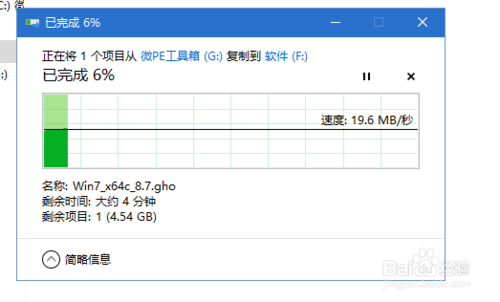 C:) 微
已完成 6%
正在将 1 个项目从 微PE工具箱 (G:) 复制到 软件 (F:)
已完成 6%
:)
速度: 19.6 MB/秒
名称: Win7_x64c_8.7.gho
剩余时间: 大约 4 分钟
剩余项目: 1 (4.54 GB)
简略信息
Baidu 经验
jingyan.baidu.com